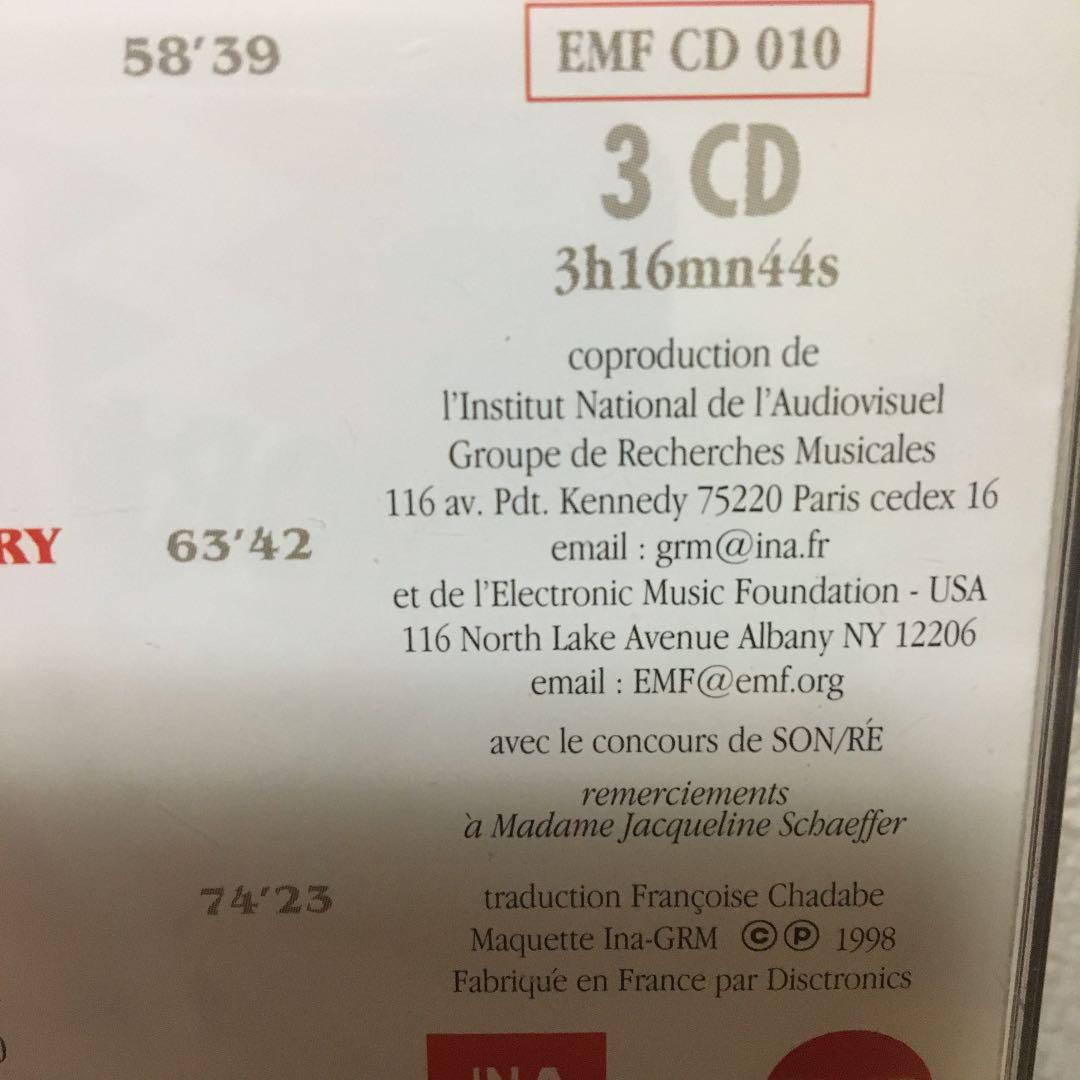 58'39
EMF CD 010
3 CD
3h16mn44s
coproduction de
l'Institut National de l'Audiovisuel
Groupe de Recherches Musicales
116 av. Pdt. Kennedy 75220 Paris cedex 16
RY
63'42
email : grm@ina.fr
et de l'Electronic Music Foundation - USA
116 North Lake Avenue Albany NY 12206
email : EMF@emf.org
avec le concours de SON/RÉ
remerciements
à Madame Jacqueline Schaeffer
74'23
traduction Françoise Chadabe
Maquette Ina-GRM ©℗ 1998
Fabriqué en France par Disctronics
)
INA